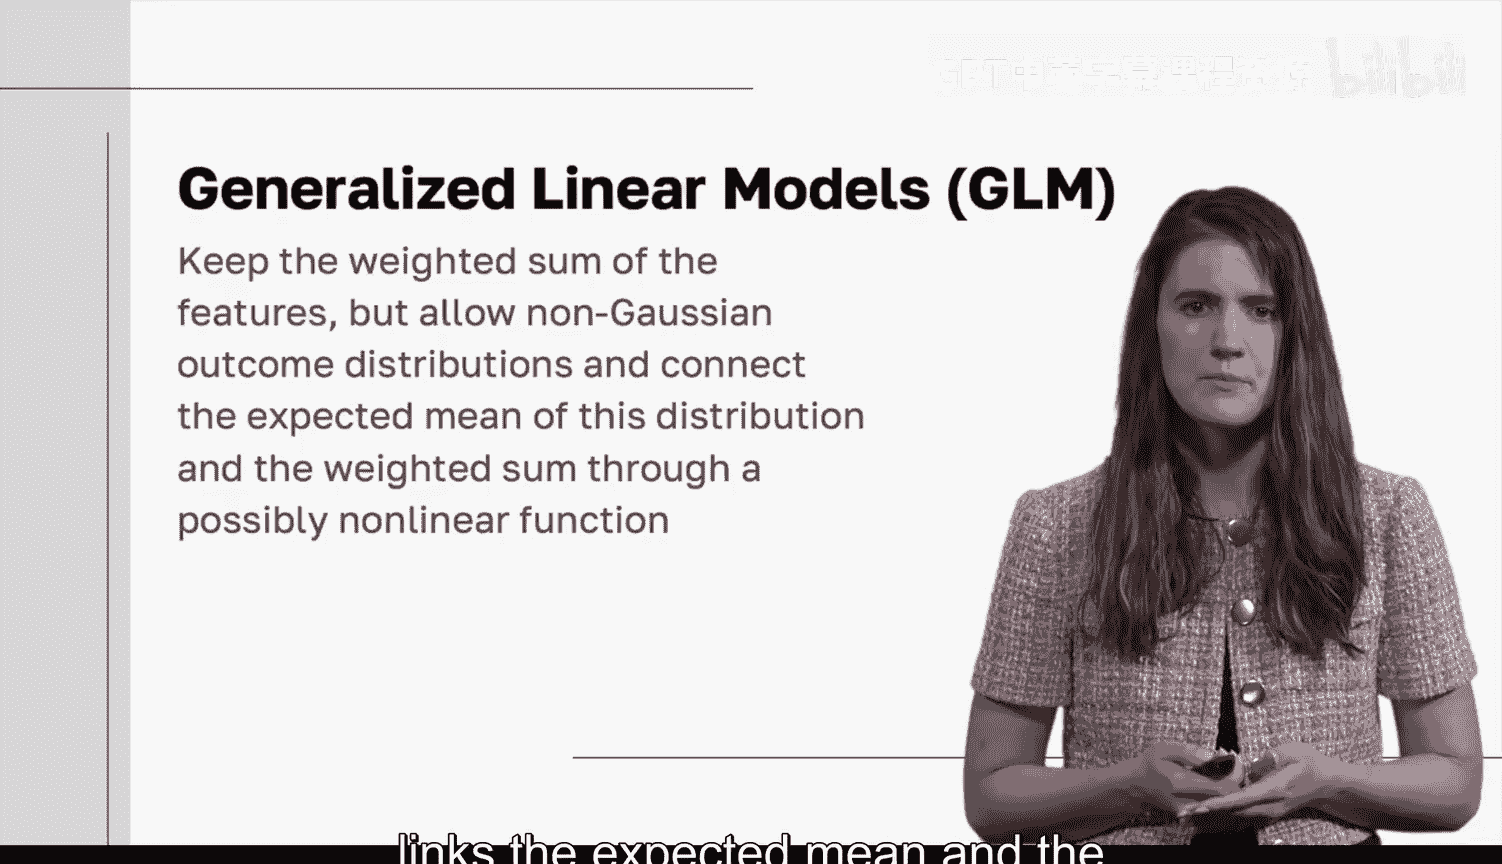 Generalized Linear Models (GLM)
Keep the weighted sum of the
features, but allow non-Gaussian
outcome distributions and connect
the expected mean of this distribution
and the weighted sum through a
possibly nonlinear function
links the expected mean and the